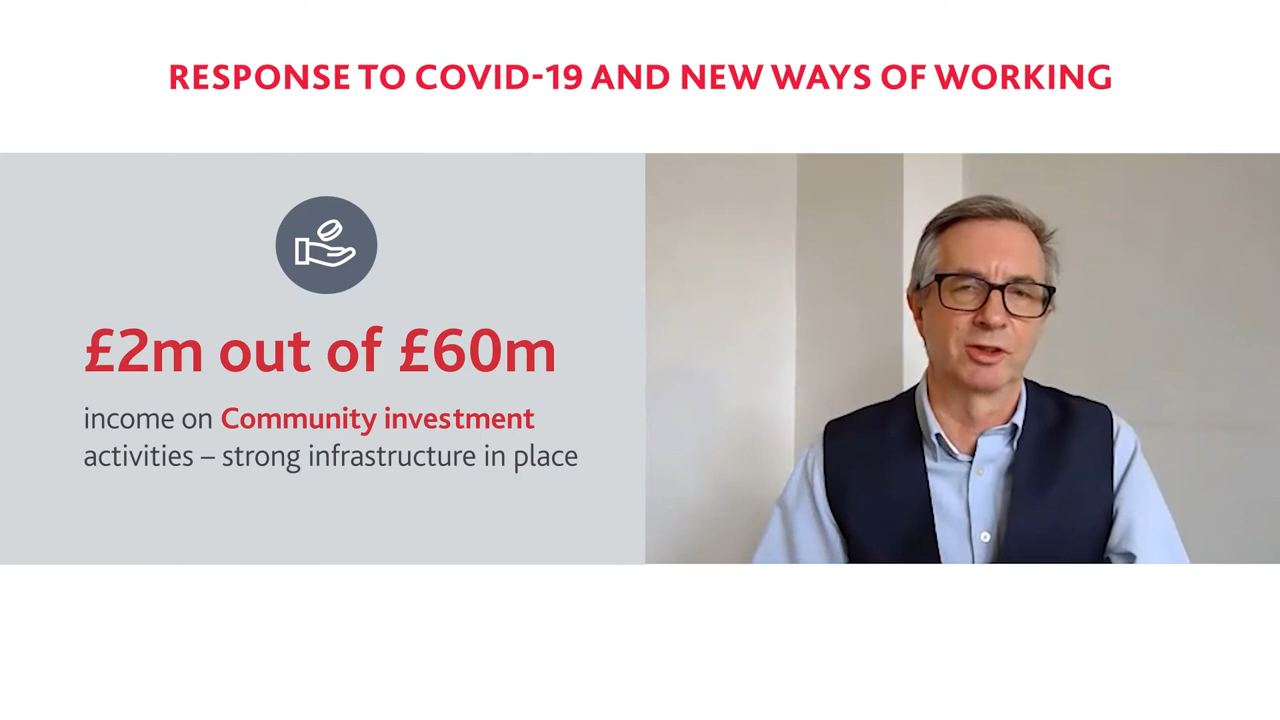 RESPONSE TO COVID-19 AND NEW WAYS OF WORKING
£2m out of £60m
income on Community investment
activities – strong infrastructure in place